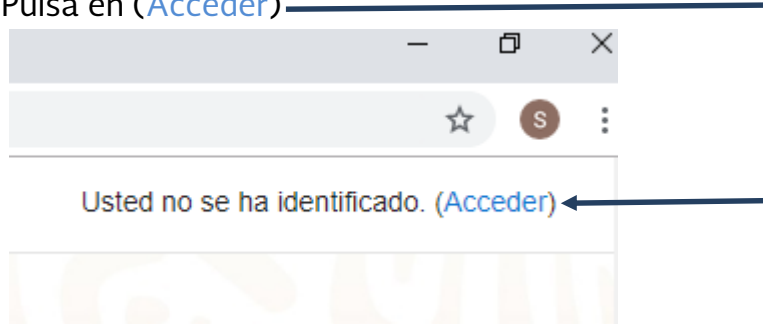 Pulsa en (Acceder)
S
Usted no se ha identificado. (Acceder)